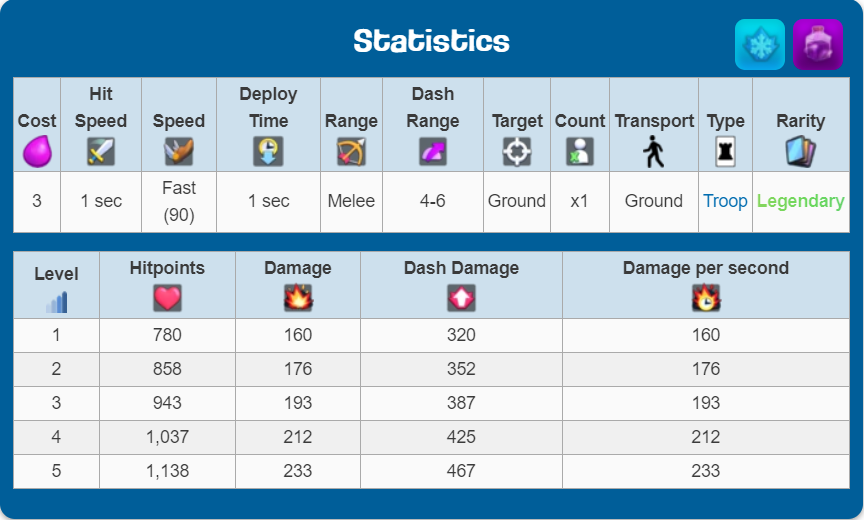 Statistics
Cost Hit Speed Speed Deploy Time Range Dash Range Target Count Transport Type Rarity
3 1 sec Fast (90) 1 sec Melee 4-6 Ground x1 Ground Troop Legendary
Level Hitpoints Damage Dash Damage Damage per second
1 780 160 320 160
2 858 176 352 176
3 943 193 387 193
4 1,037 212 425 212
5 1,138 233 467 233